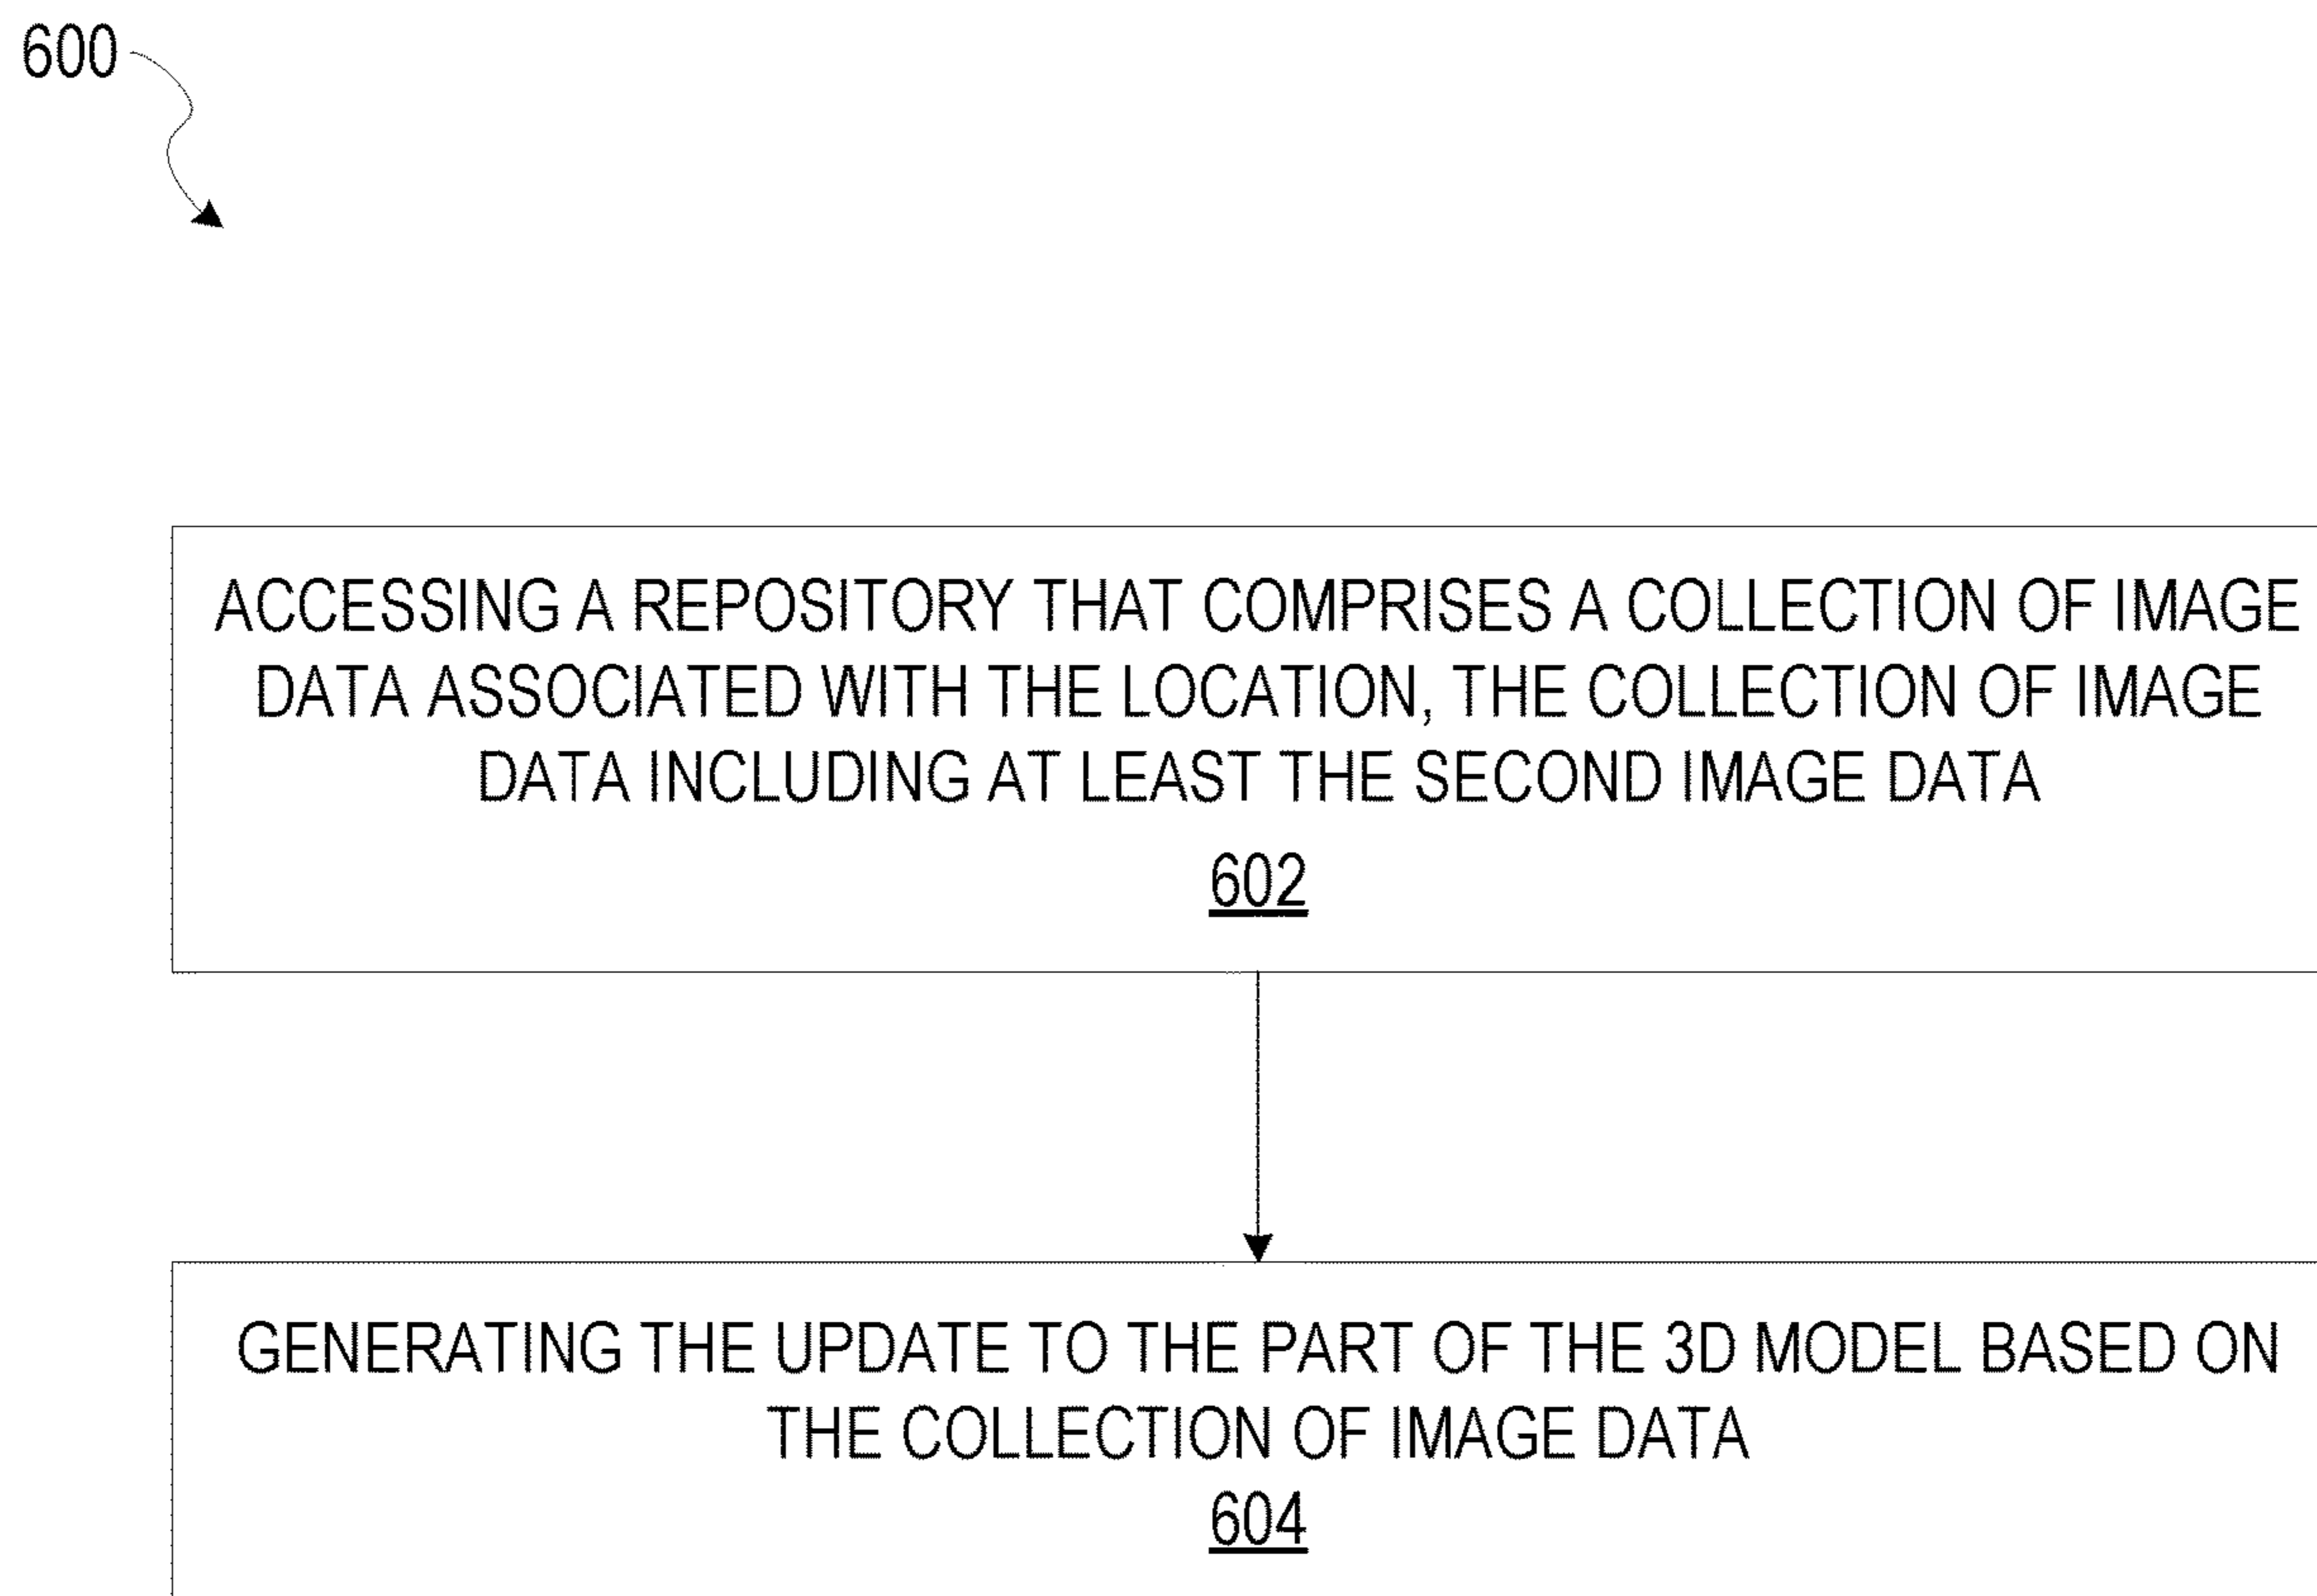 600
ACCESSING A REPOSITORY THAT COMPRISES A COLLECTION OF IMAGE
DATA ASSOCIATED WITH THE LOCATION, THE COLLECTION OF IMAGE
DATA INCLUDING AT LEAST THE SECOND IMAGE DATA
602
GENERATING THE UPDATE TO THE PART OF THE 3D MODEL BASED ON
THE COLLECTION OF IMAGE DATA
604